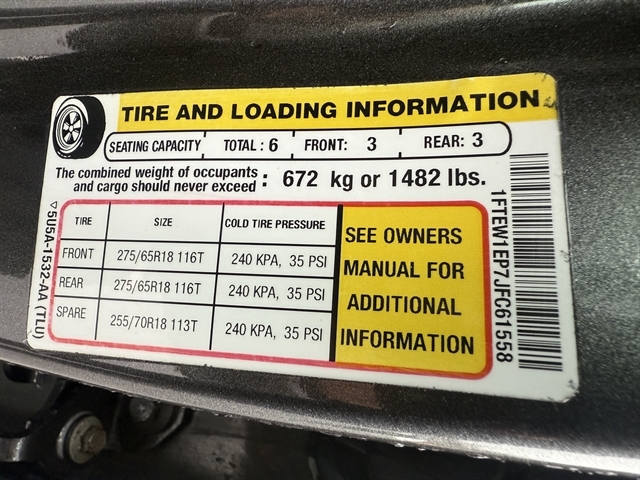 TIRE AND LOADING INFORMATION
SEATING CAPACITY TOTAL : 6 FRONT: 3 REAR: 3
The combined weight of occupants
and cargo should never exceed : 672 kg or 1482 lbs.
TIRE SIZE COLD TIRE PRESSURE
FRONT 275/65R18 116T 240 KPA, 35 PSI
REAR 275/65R18 116T 240 KPA, 35 PSI
SPARE 255/70R18 113T 240 KPA, 35 PSI
SEE OWNERS
MANUAL FOR
ADDITIONAL
INFORMATION
▽5U5A-1532-AA (TLU)
1FTEW1EP7JFC61558